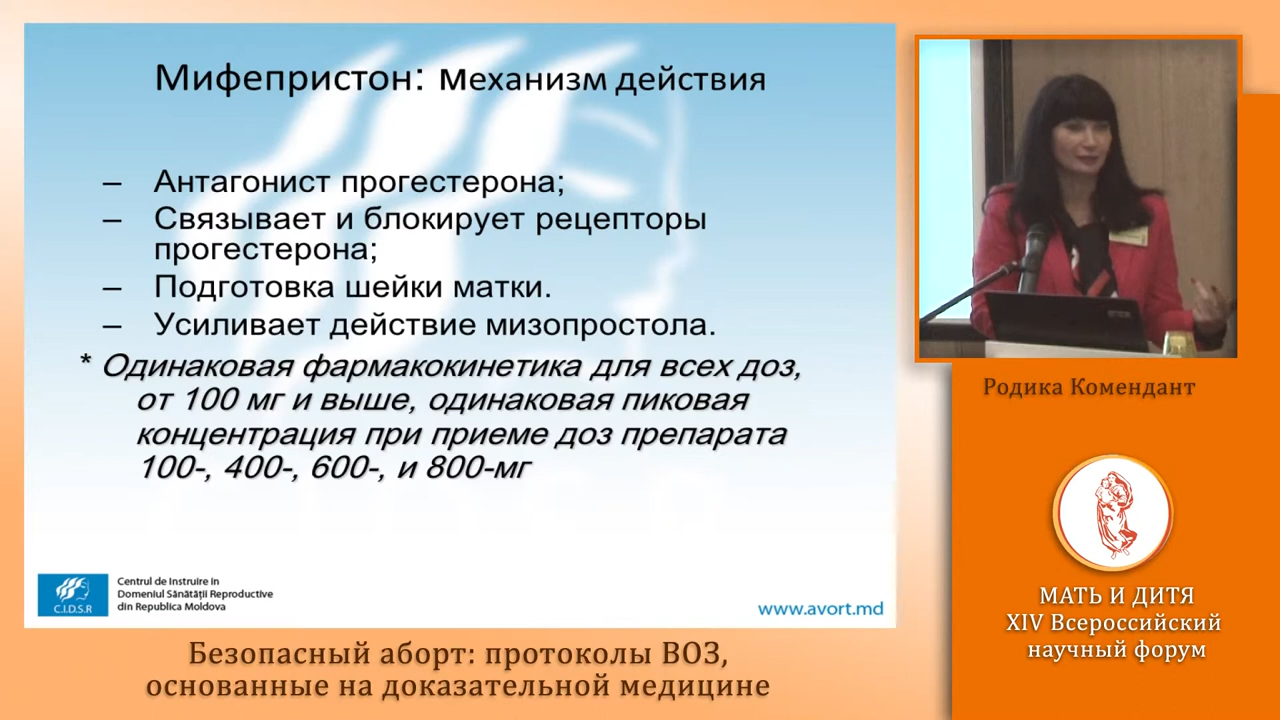 Мифепристон: Механизм действия
– Антагонист прогестерона;
– Связывает и блокирует рецепторы
прогестерона;
– Подготовка шейки матки.
– Усиливает действие мизопростола.
* Одинаковая фармакокинетика для всех доз,
от 100 мг и выше, одинаковая пиковая
концентрация при приеме доз препарата
100-, 400-, 600-, и 800-мг
C.I.D.S.R
Centrul de Instruire in
Domeniul Sănătății Reproductive
din Republica Moldova
www.avort.md
Безопасный аборт: протоколы ВОЗ,
основанные на доказательной медицине
Родика Комендант
МАТЬ И ДИТЯ
XIV Всероссийский
научный форум